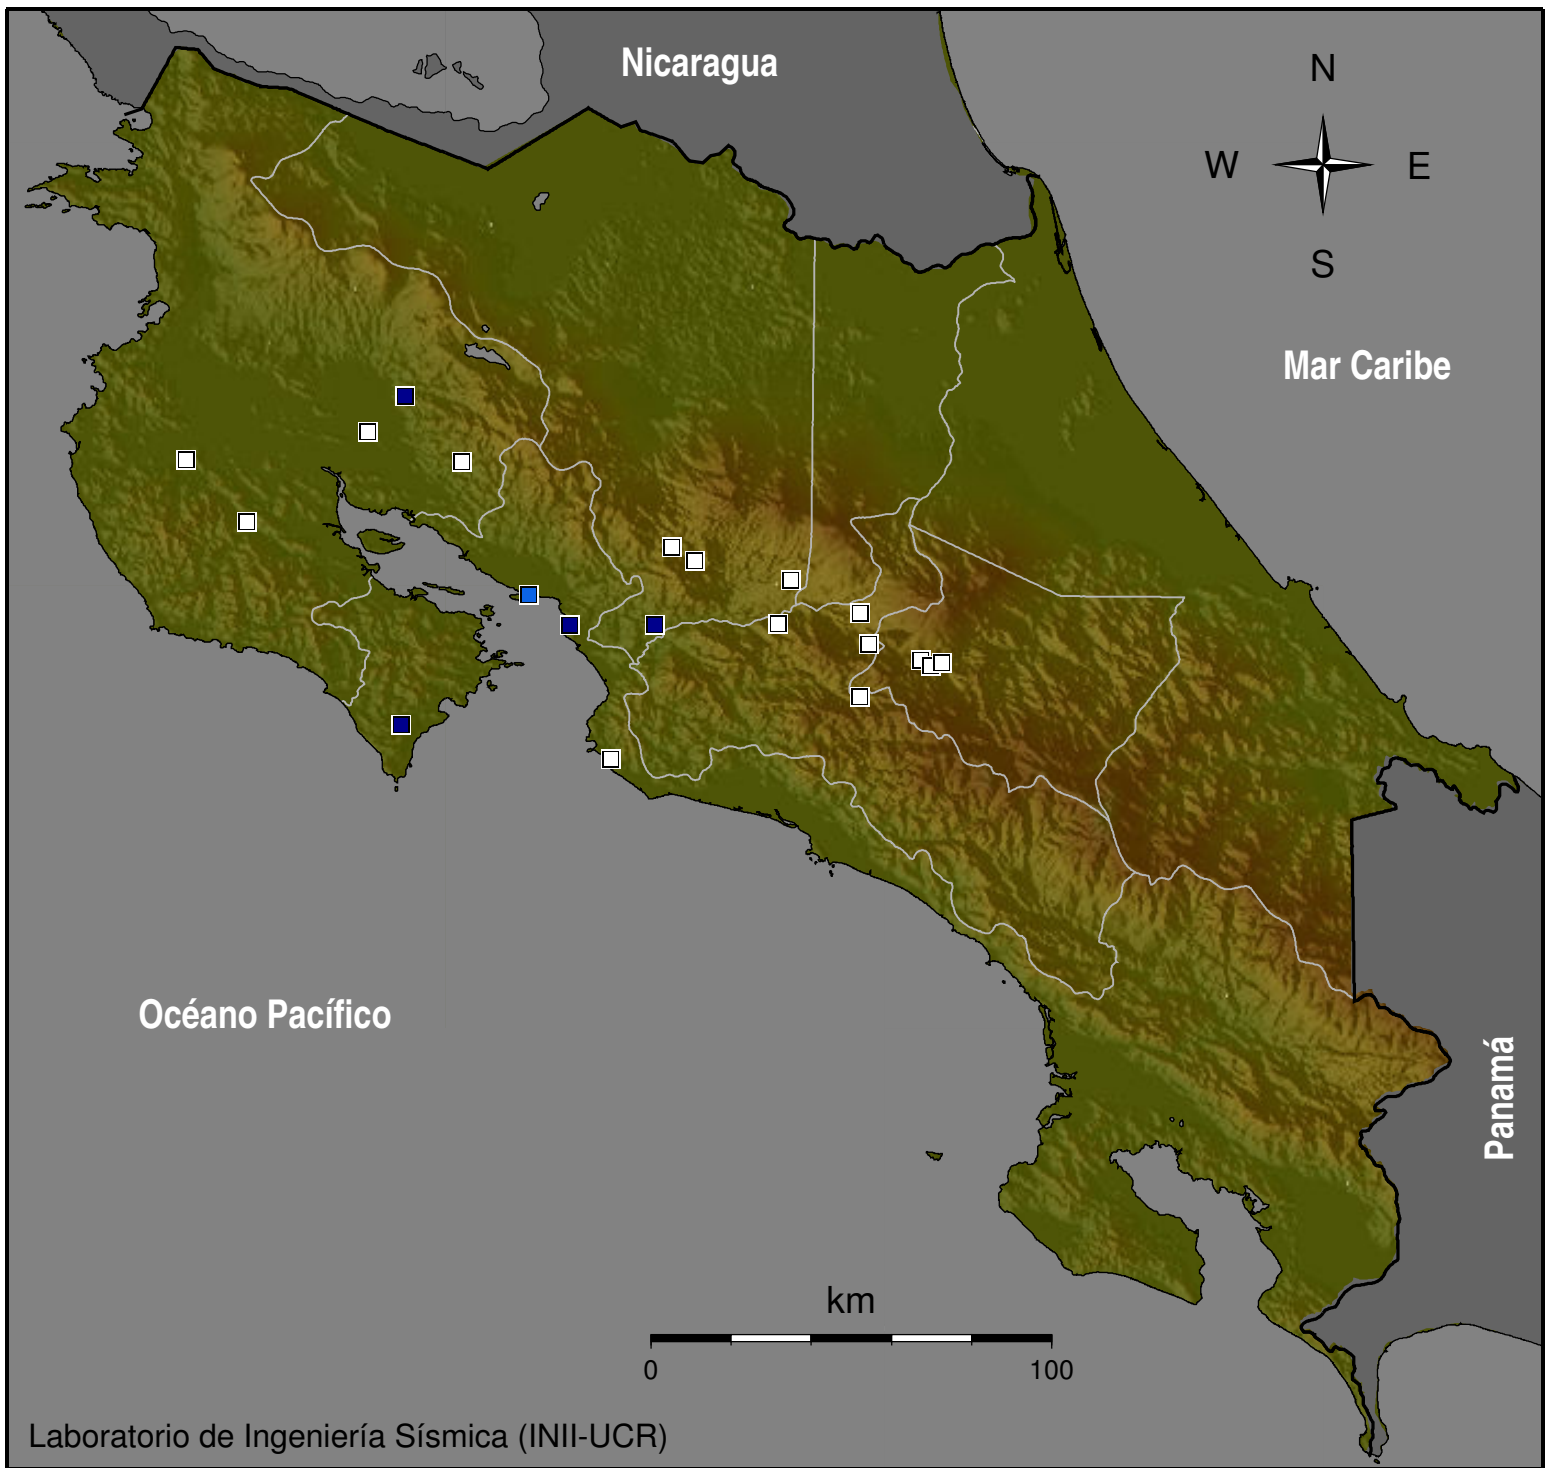 Nicaragua
N
W
E
S
Mar Caribe
Océano Pacífico
Panamá
km
0
100
Laboratorio de Ingeniería Sísmica (INII-UCR)